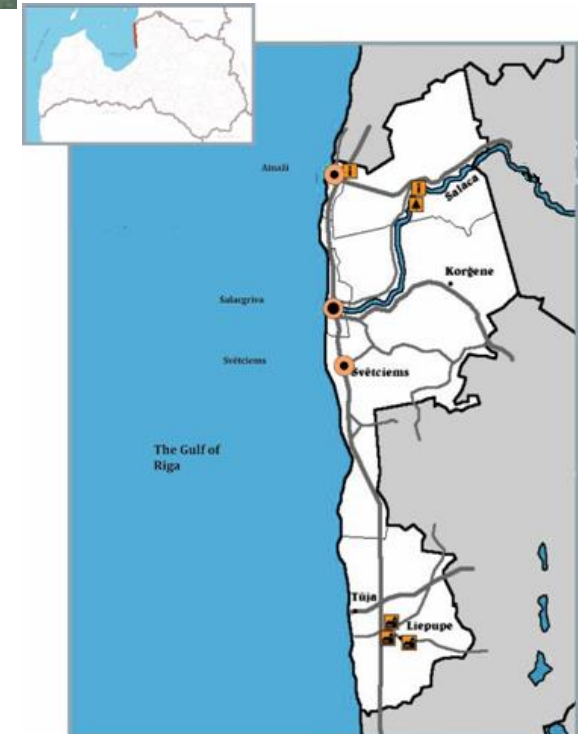 Ainaži
Salaca
Korģene
Salacgrīva
Svētciems
Svētciems
The Gulf of
Riga
Tūja
Liepupe